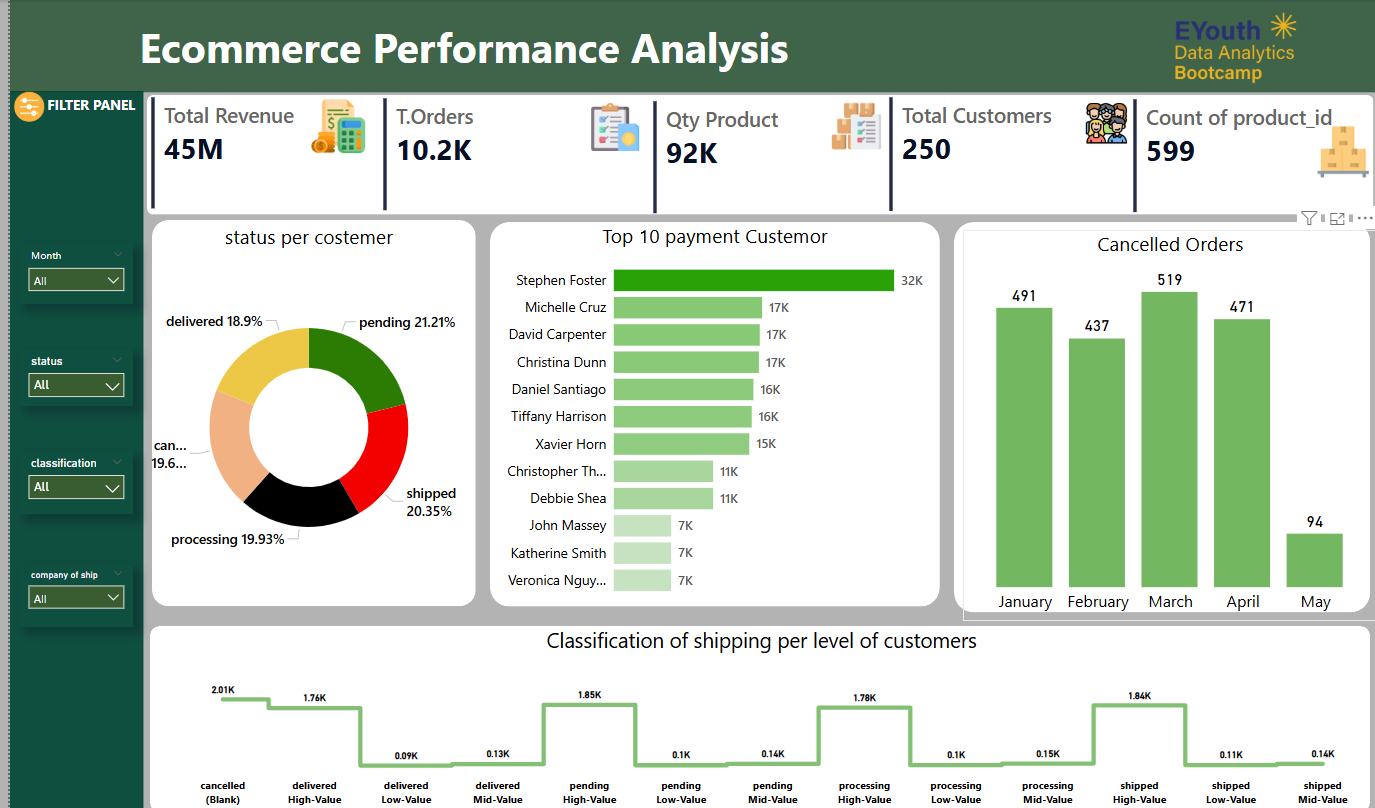 Ecommerce Performance Analysis
EYouth
Data Analytics
Bootcamp
FILTER PANEL
Month
All
status
All
classification
All
company of ship
All
Total Revenue
45M
T.Orders
10.2K
Qty Product
92K
Total Customers
250
Count of product_id
599
status per costemer
delivered 18.9%
pending 21.21%
can...
19.6...
shipped
20.35%
processing 19.93%
Top 10 payment Custemor
Stephen Foster 32K
Michelle Cruz 17K
David Carpenter 17K
Christina Dunn 17K
Daniel Santiago 16K
Tiffany Harrison 16K
Xavier Horn 15K
Christopher Th... 11K
Debbie Shea 11K
John Massey 7K
Katherine Smith 7K
Veronica Nguy... 7K
Cancelled Orders
491 437 519 471 94
January February March April May
Classification of shipping per level of customers
2.01K 1.76K 0.09K 0.13K 1.85K 0.1K 0.14K 1.78K 0.1K 0.15K 1.84K 0.11K 0.14K
cancelled delivered delivered delivered pending pending pending processing processing processing shipped shipped shipped
(Blank) High-Value Low-Value Mid-Value High-Value Low-Value Mid-Value High-Value Low-Value Mid-Value High-Value Low-Value Mid-Value